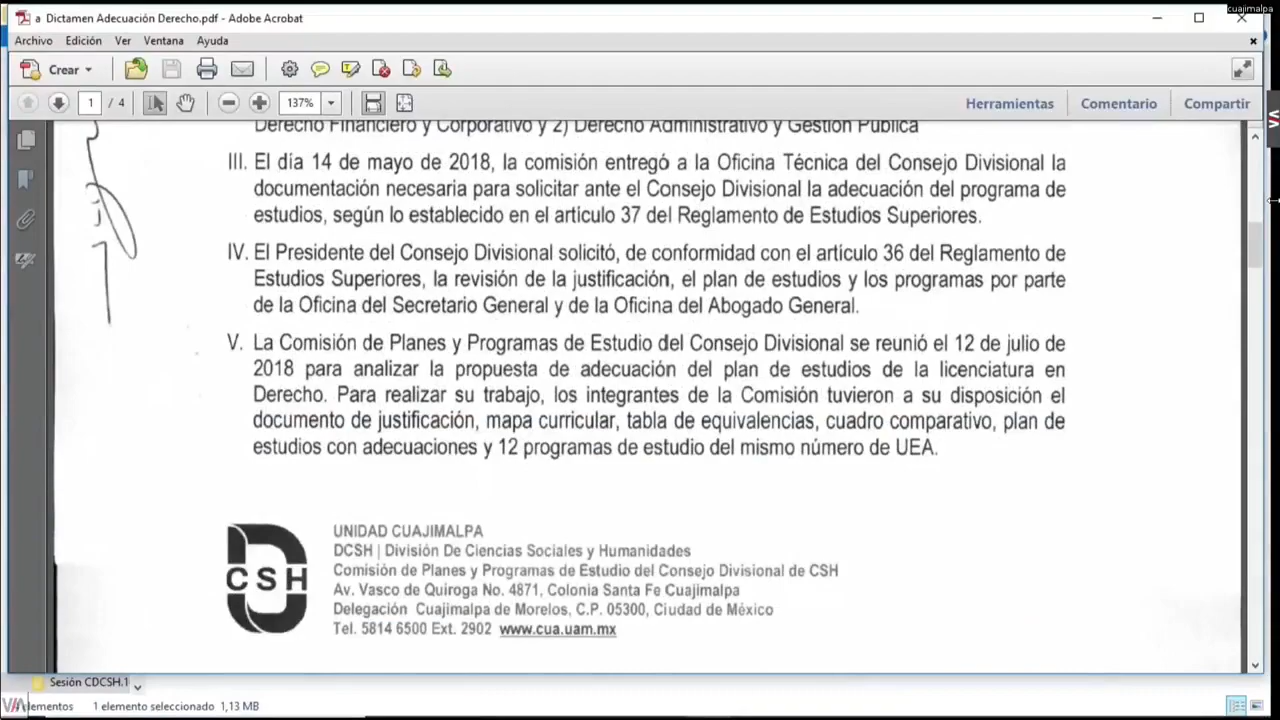 cuajimalpa
a Dictamen Adecuación Derecho.pdf - Adobe Acrobat
Archivo Edición Ver Ventana Ayuda
Crear
1 / 4 137% Herramientas Comentario Compartir
Derecho Financiero y Corporativo y 2) Derecho Administrativo y Gestión Pública
III. El día 14 de mayo de 2018, la comisión entregó a la Oficina Técnica del Consejo Divisional la
documentación necesaria para solicitar ante el Consejo Divisional la adecuación del programa de
estudios, según lo establecido en el artículo 37 del Reglamento de Estudios Superiores.
IV. El Presidente del Consejo Divisional solicitó, de conformidad con el artículo 36 del Reglamento de
Estudios Superiores, la revisión de la justificación, el plan de estudios y los programas por parte
de la Oficina del Secretario General y de la Oficina del Abogado General.
V. La Comisión de Planes y Programas de Estudio del Consejo Divisional se reunió el 12 de julio de
2018 para analizar la propuesta de adecuación del plan de estudios de la licenciatura en
Derecho. Para realizar su trabajo, los integrantes de la Comisión tuvieron a su disposición el
documento de justificación, mapa curricular, tabla de equivalencias, cuadro comparativo, plan de
estudios con adecuaciones y 12 programas de estudio del mismo número de UEA.
CSH
UNIDAD CUAJIMALPA
DCSH | División De Ciencias Sociales y Humanidades
Comisión de Planes y Programas de Estudio del Consejo Divisional de CSH
Av. Vasco de Quiroga No. 4871, Colonia Santa Fe Cuajimalpa
Delegación Cuajimalpa de Morelos, C.P. 05300, Ciudad de México
Tel. 5814 6500 Ext. 2902 www.cua.uam.mx
Sesión CDCSH.1
elementos 1 elemento seleccionado 1,13 MB